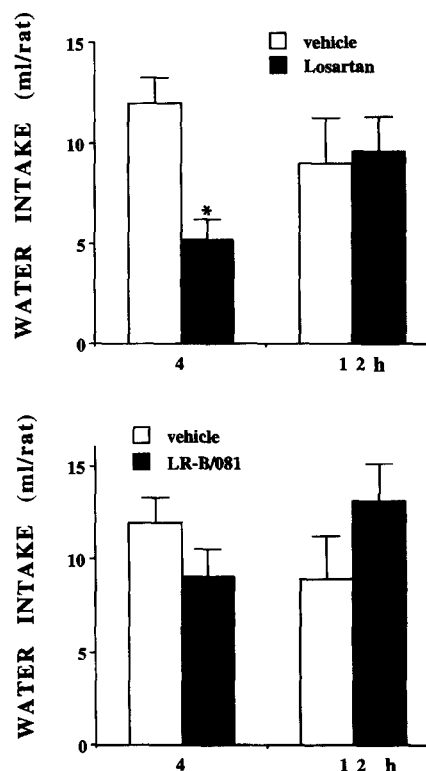 WATER INTAKE (ml/rat)
15
10
5
0
vehicle
Losartan
*
4
1 2 h
WATER INTAKE (ml/rat)
15
10
5
0
vehicle
LR-B/081
4
1 2 h